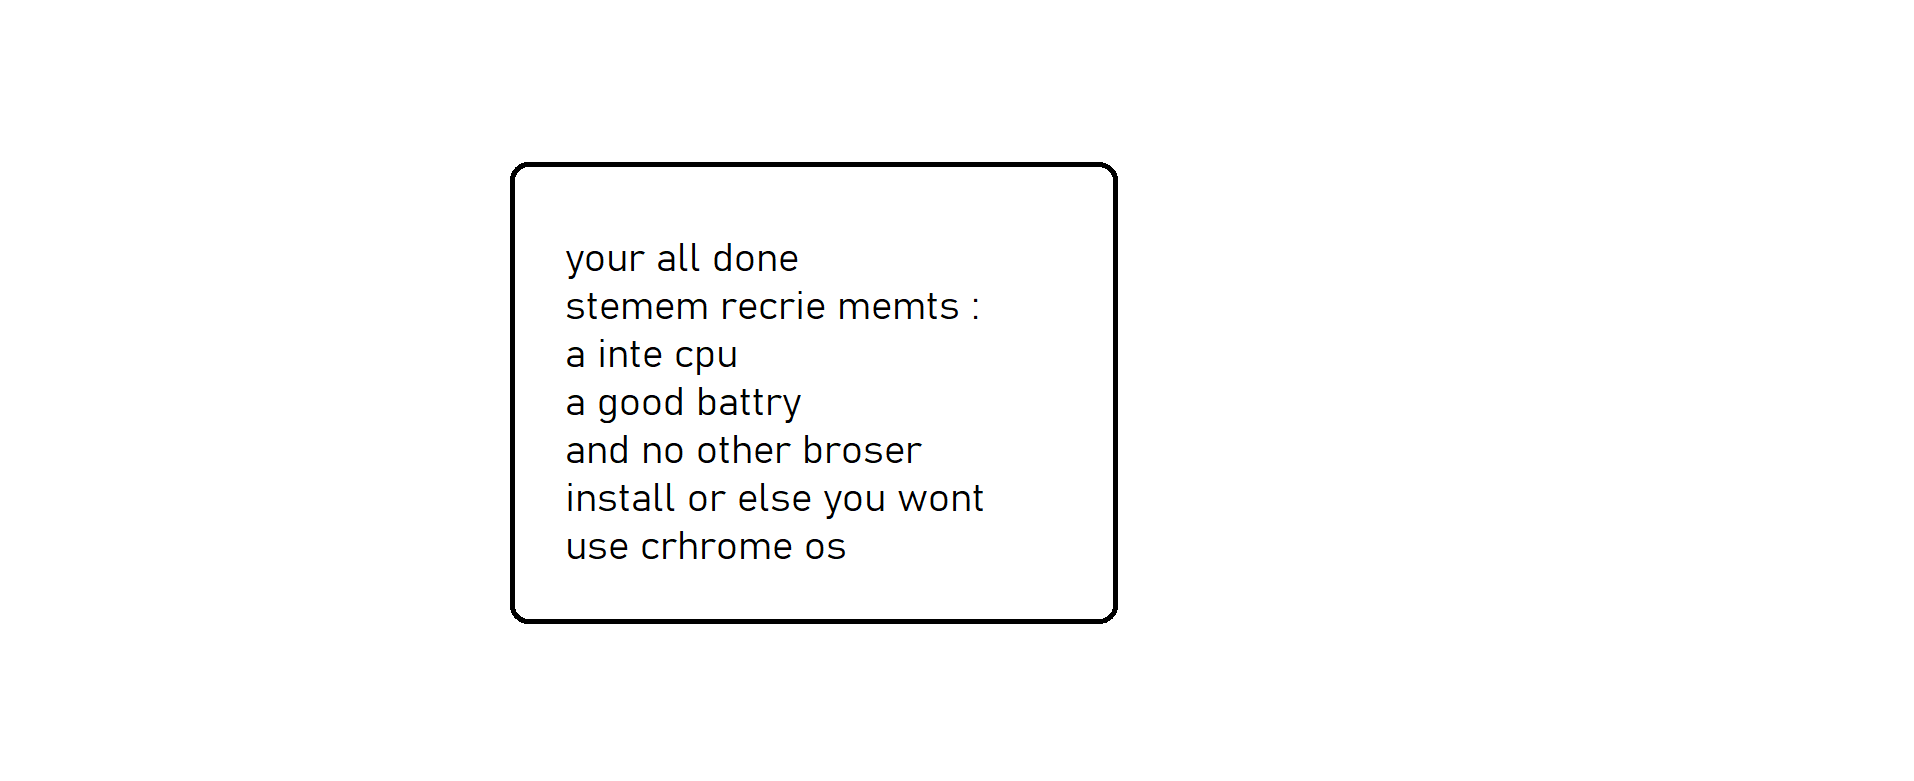 your all done
stemem recrie memts :
a inte cpu
a good battry
and no other broser
install or else you wont
use crhrome os